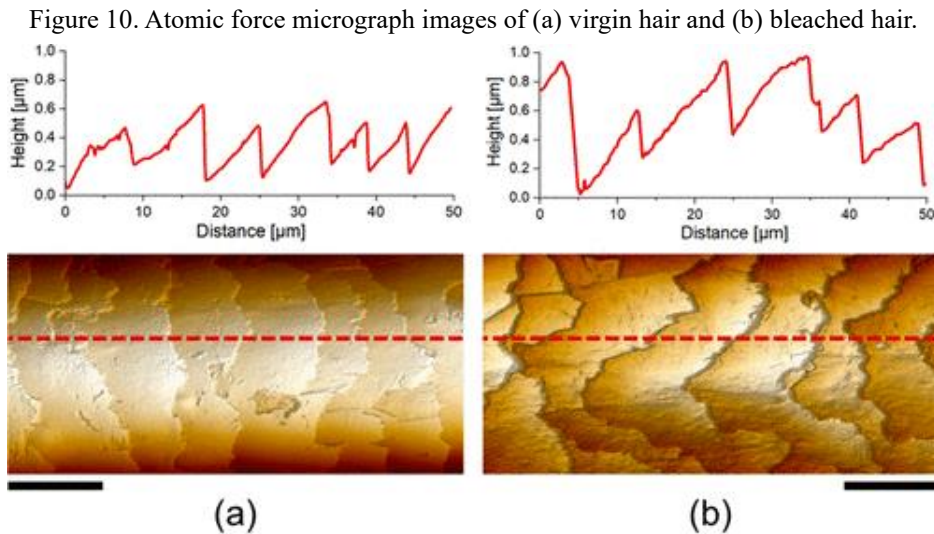 Figure 10. Atomic force micrograph images of (a) virgin hair and (b) bleached hair.
1.0
0.8
0.6
0.4
0.2
0.0
Height [µm]
0 10 20 30 40 50
Distance [µm]
1.0
0.8
0.6
0.4
0.2
0.0
Height [µm]
0 10 20 30 40 50
Distance [µm]
(a)
(b)